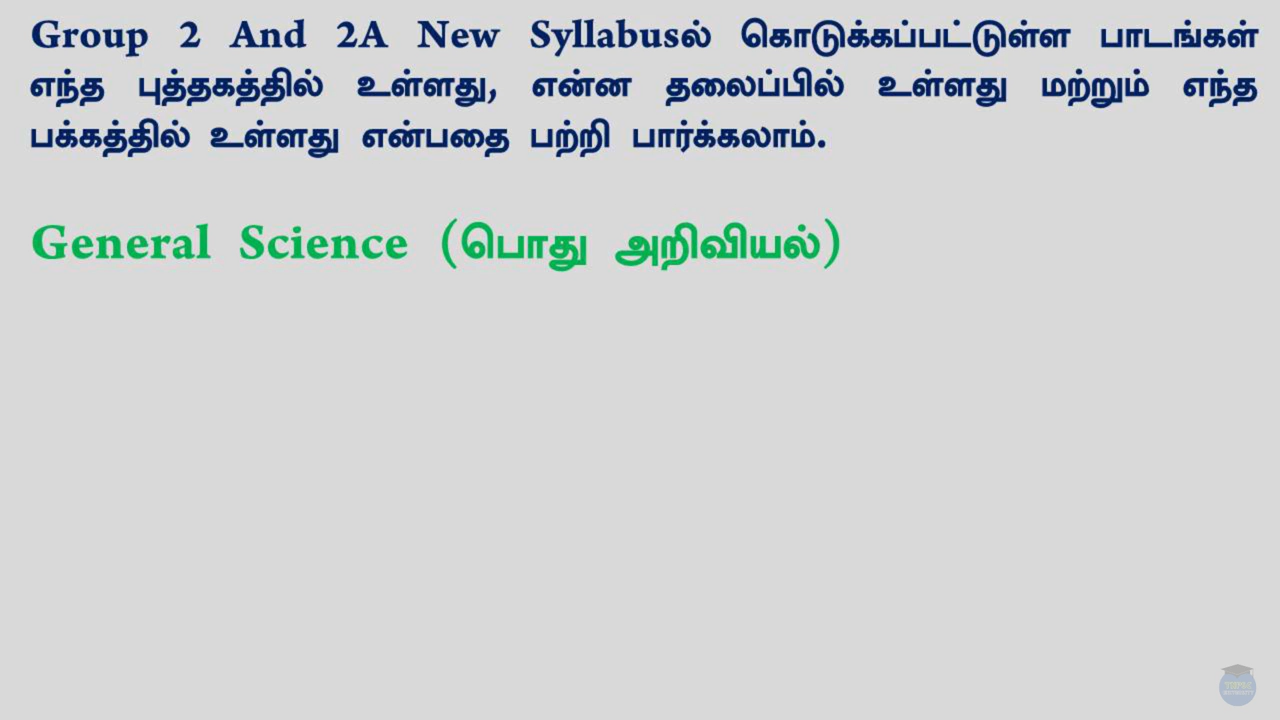 Group 2 And 2A New Syllabusல் கொடுக்கப்பட்டுள்ள பாடங்கள்
எந்த புத்தகத்தில் உள்ளது, என்ன தலைப்பில் உள்ளது மற்றும் எந்த
பக்கத்தில் உள்ளது என்பதை பற்றி பார்க்கலாம்.
General Science (பொது அறிவியல்)